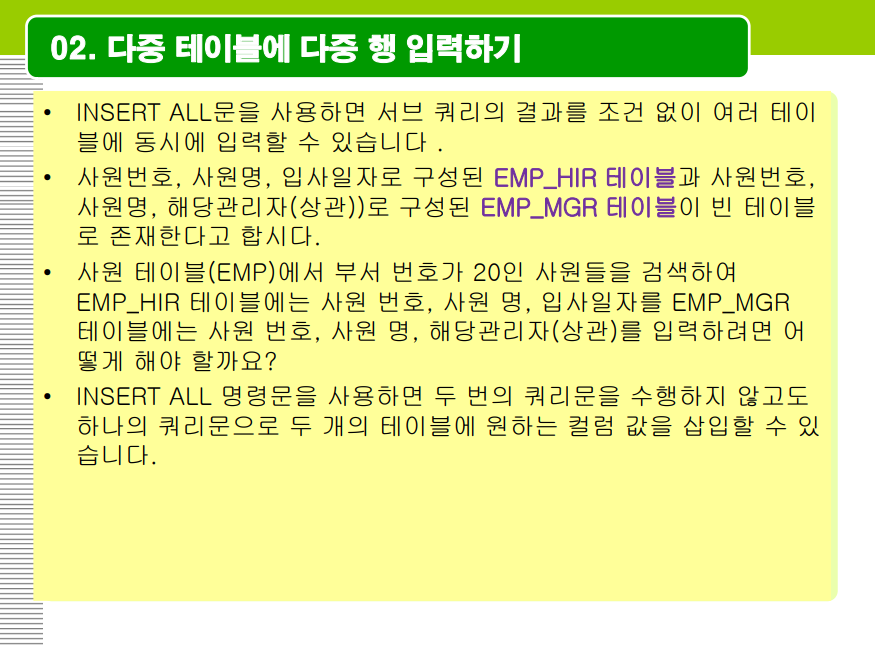 02. 다중 테이블에 다중 행 입력하기
• INSERT ALL문을 사용하면 서브 쿼리의 결과를 조건 없이 여러 테이
블에 동시에 입력할 수 있습니다 .
• 사원번호, 사원명, 입사일자로 구성된 EMP_HIR 테이블과 사원번호,
사원명, 해당관리자(상관))로 구성된 EMP_MGR 테이블이 빈 테이블
로 존재한다고 합시다.
• 사원 테이블(EMP)에서 부서 번호가 20인 사원들을 검색하여
EMP_HIR 테이블에는 사원 번호, 사원 명, 입사일자를 EMP_MGR
테이블에는 사원 번호, 사원 명, 해당관리자(상관)를 입력하려면 어
떻게 해야 할까요?
• INSERT ALL 명령문을 사용하면 두 번의 쿼리문을 수행하지 않고도
하나의 쿼리문으로 두 개의 테이블에 원하는 컬럼 값을 삽입할 수 있
습니다.